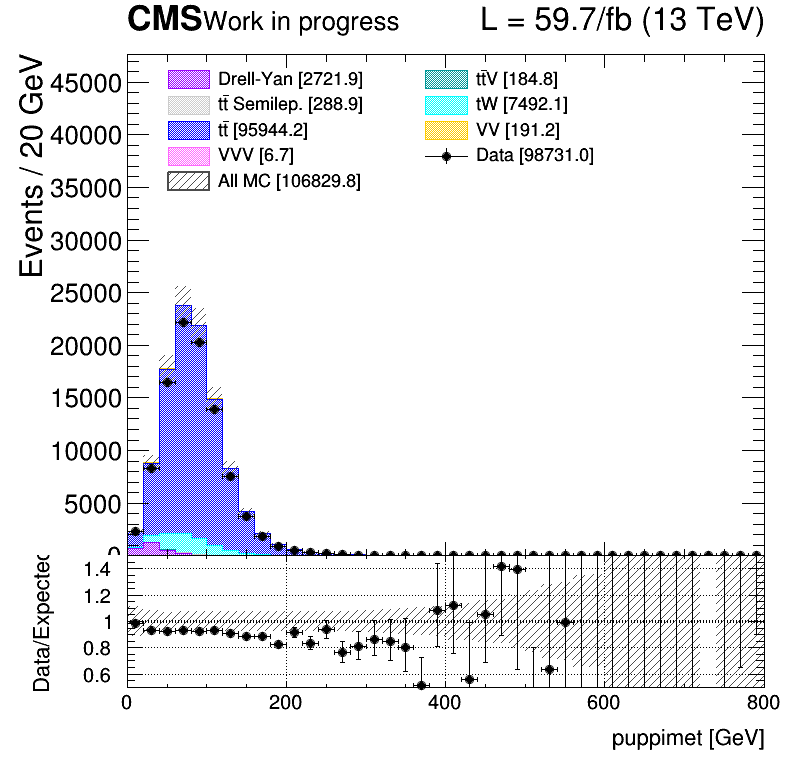 CMS Work in progress L = 59.7/fb (13 TeV)
Events / 20 GeV
45000
40000
35000
30000
25000
20000
15000
10000
5000
0
Drell-Yan [2721.9]
tt̄ Semilep. [288.9]
tt̄ [95944.2]
VVV [6.7]
All MC [106829.8]
tt̄V [184.8]
tW [7492.1]
VV [191.2]
Data [98731.0]
Data/Expected
1.4
1.2
1
0.8
0.6
0 200 400 600 800
puppimet [GeV]